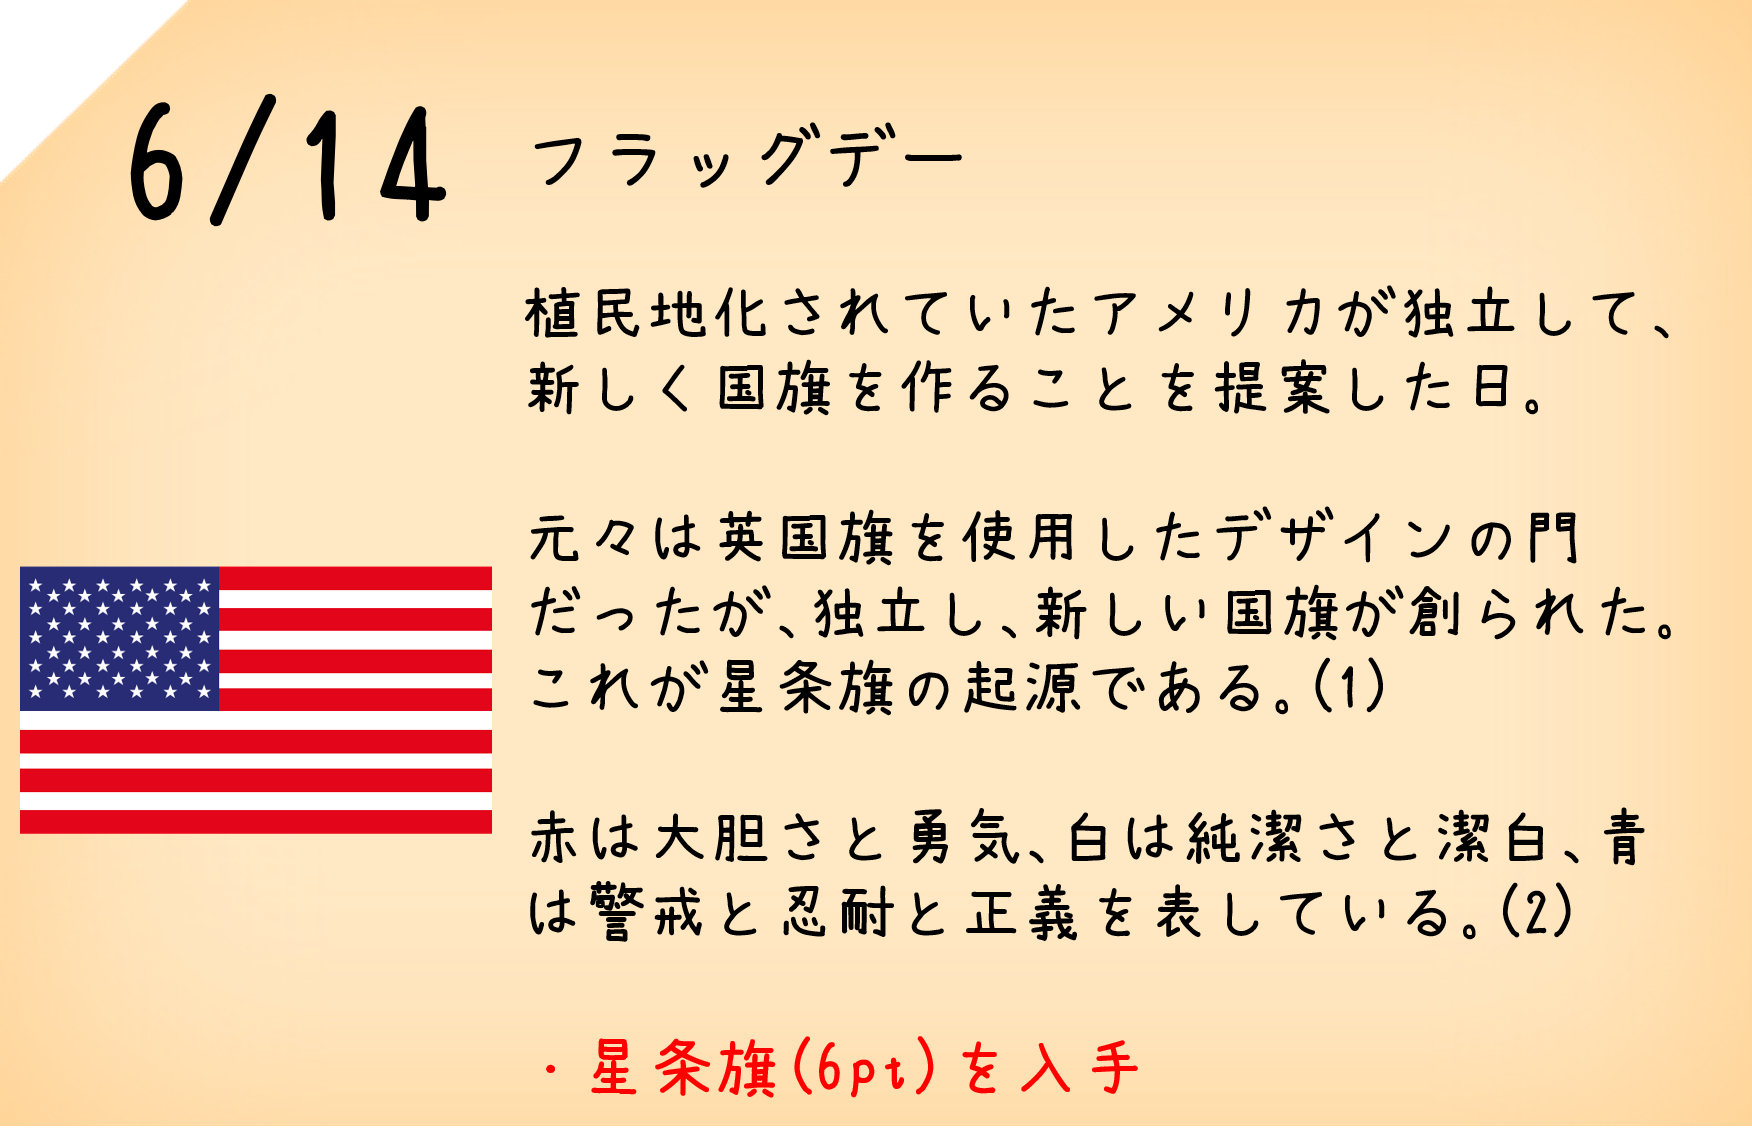 6/14 フラッグデー
植民地化されていたアメリカが独立して、
新しく国旗を作ることを提案した日。
元々は英国旗を使用したデザインの門
だったが、独立し、新しい国旗が創られた。
これが星条旗の起源である。(1)
赤は大胆さと勇気、白は純潔さと潔白、青
は警戒と忍耐と正義を表している。(2)
・星条旗(6pt)を入手